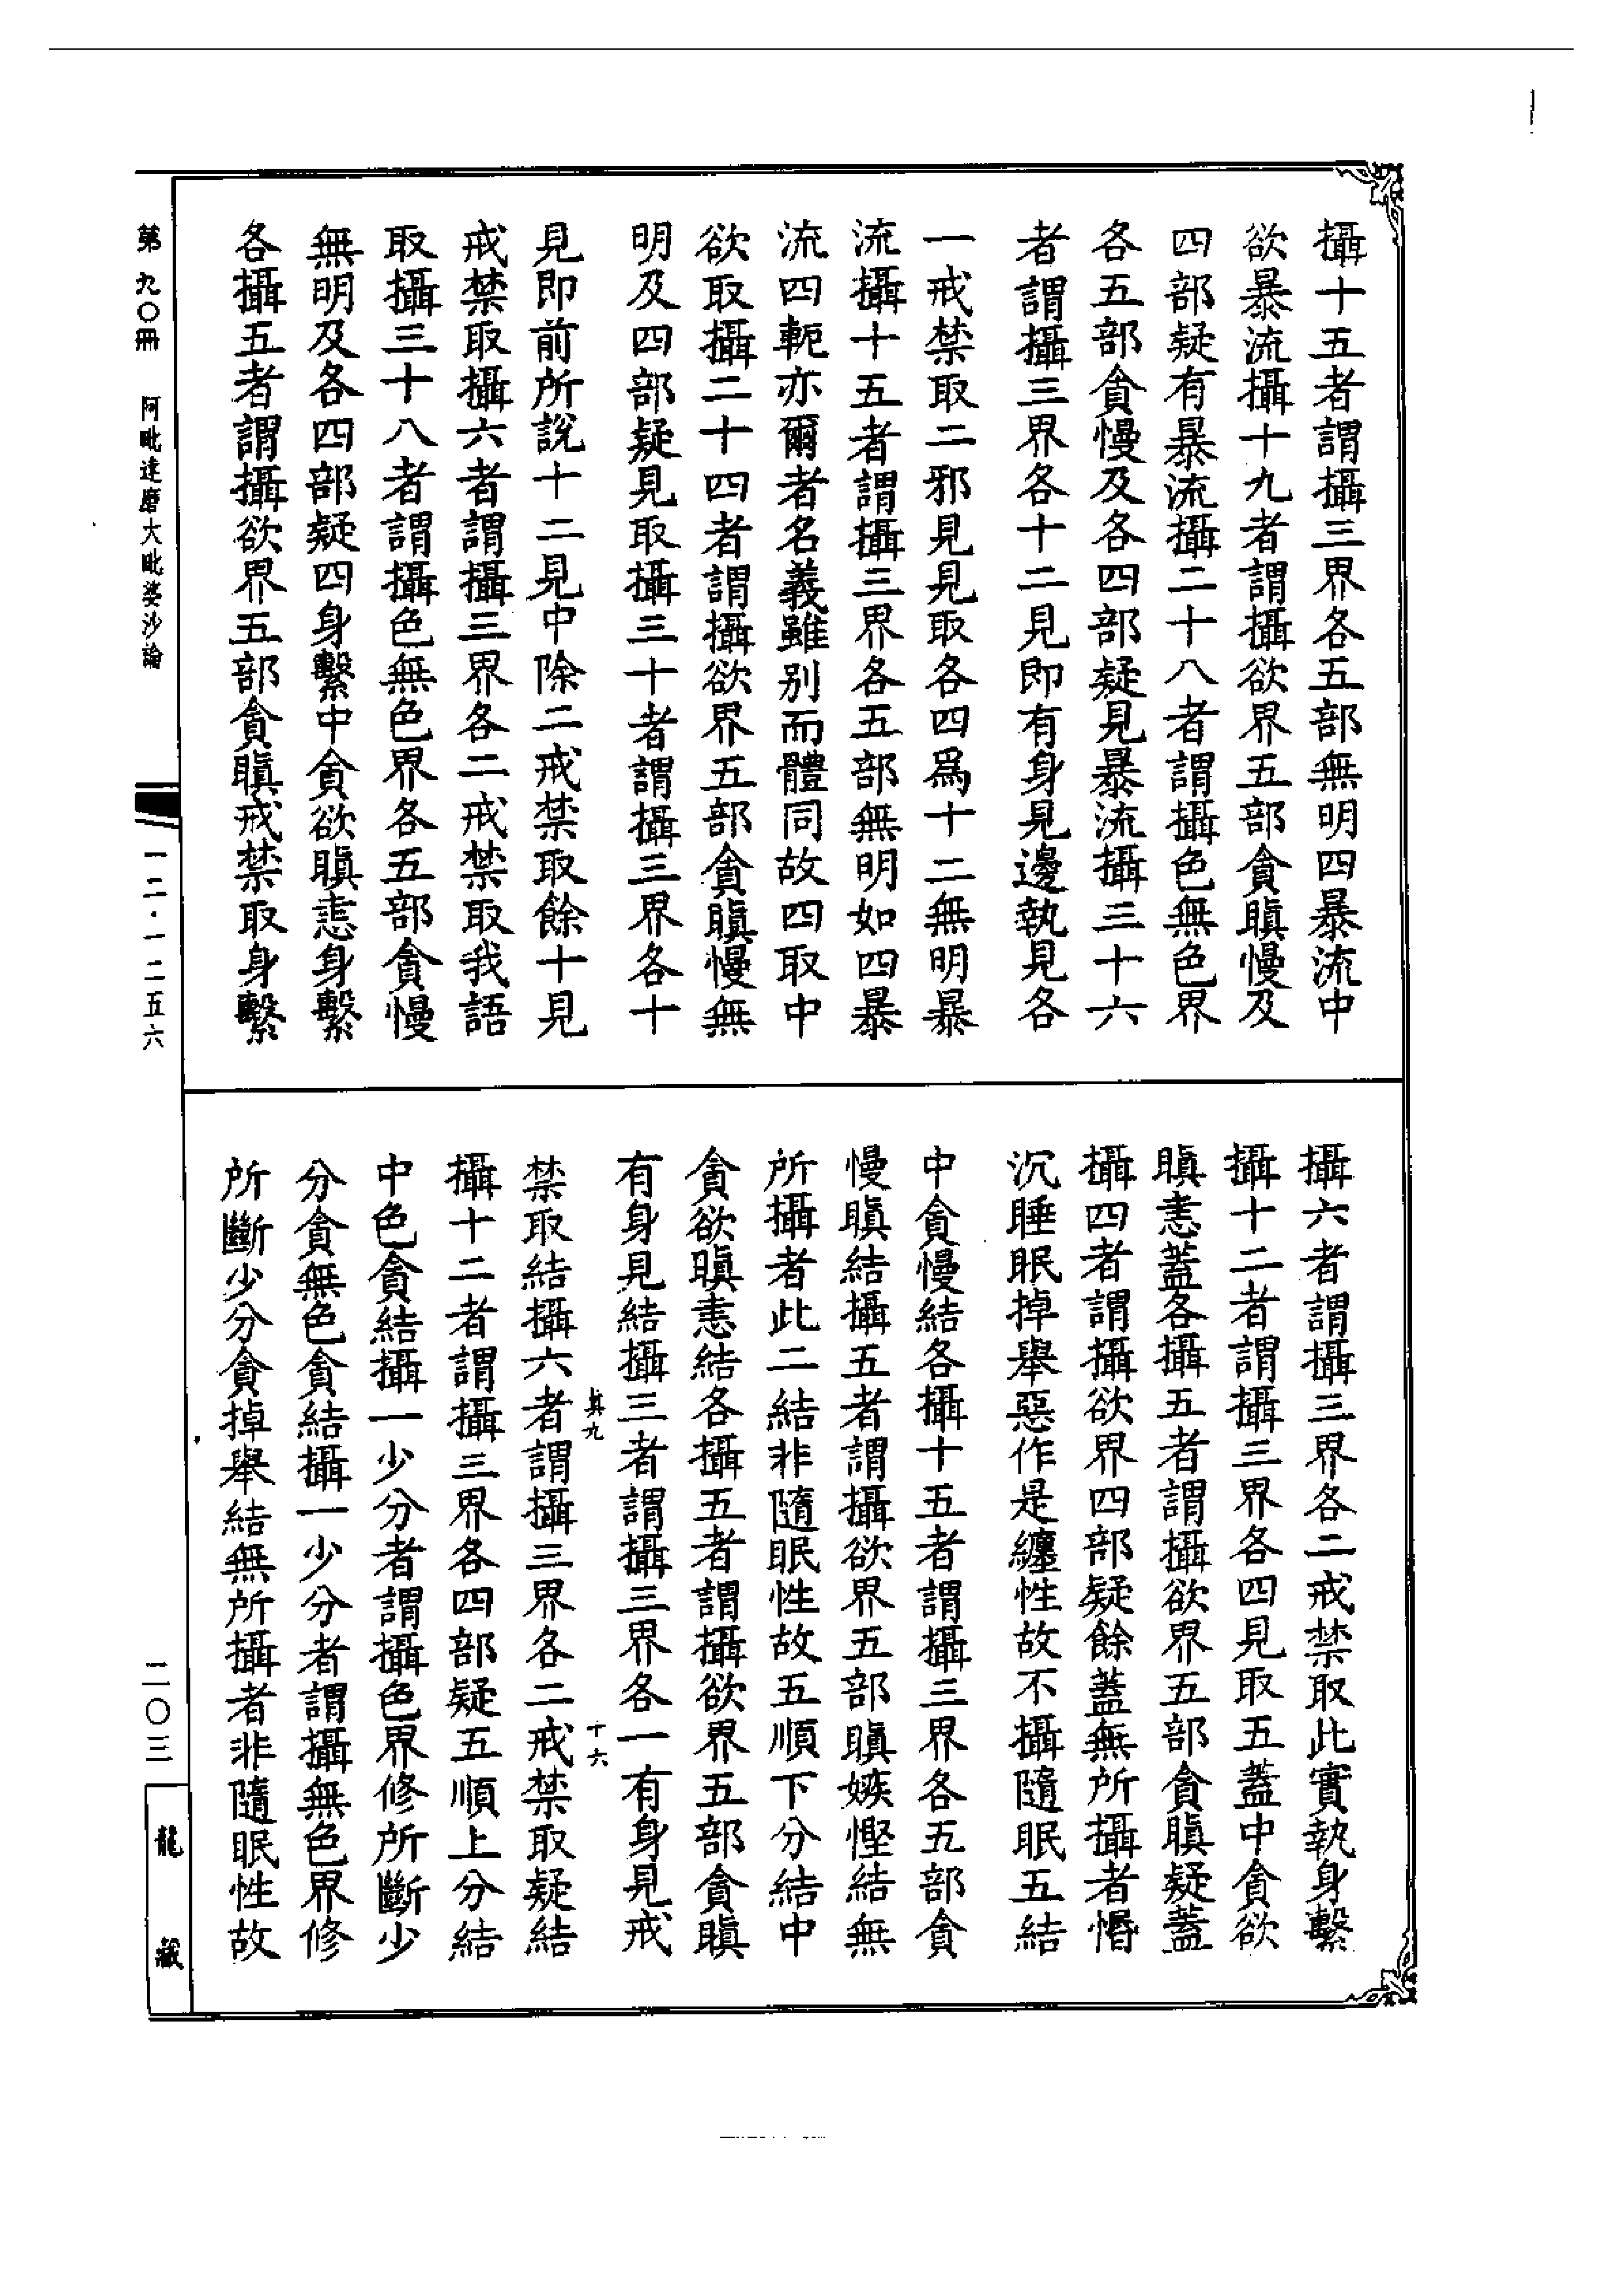 攝十五者謂攝三界各五部無明四暴流中
欲暴流攝十九者謂攝欲界五部貪瞋慢及
四部疑有暴流攝二十八者謂攝色無色界
各五部貪慢及各四部疑見暴流攝三十六
者謂攝三界各十二見即有身見邊執見各
一戒禁取二邪見見取各四為十二無明暴
流攝十五者謂攝三界各五部無明如四暴
流四軛亦爾者名義雖別而體同故四取中
欲取攝二十四者謂攝欲界五部貪瞋慢無
明及四部疑見取攝三十者謂攝三界各十
見即前所說十二見中除二戒禁取餘十見
戒禁取攝六者謂攝三界各二戒禁取我語
取攝三十八者謂攝色無色界各五部貪慢
無明及各四部疑四身繫中貪欲瞋恚身繫
各攝五者謂攝欲界五部貪瞋戒禁取身繫
攝六者謂攝三界各二戒禁取此實執身繫
攝十二者謂攝三界各四見取五蓋中貪欲
瞋恚蓋各攝五者謂攝欲界五部貪瞋疑蓋
攝四者謂攝欲界四部疑餘蓋無所攝者惛
沉睡眠掉舉惡作是纏性故不攝隨眠五結
中貪慢結各攝十五者謂攝三界各五部貪
慢瞋結攝五者謂攝欲界五部瞋嫉慳結無
所攝者此二結非隨眠性故五順下分結中
貪欲瞋恚結各攝五者謂攝欲界五部貪瞋
有身見結攝三者謂攝三界各一有身見戒
十六
禁取結攝六者謂攝三界各二戒禁取疑結
攝十二者謂攝三界各四部疑五順上分結
中色貪結攝一少分者謂攝色界修所斷少
分貪無色貪結攝一少分者謂攝無色界修
所斷少分貪掉舉結無所攝者非隨眠性故
第九〇冊 阿毗達磨大毗婆沙論
一二·一二五六
二〇三
龍藏